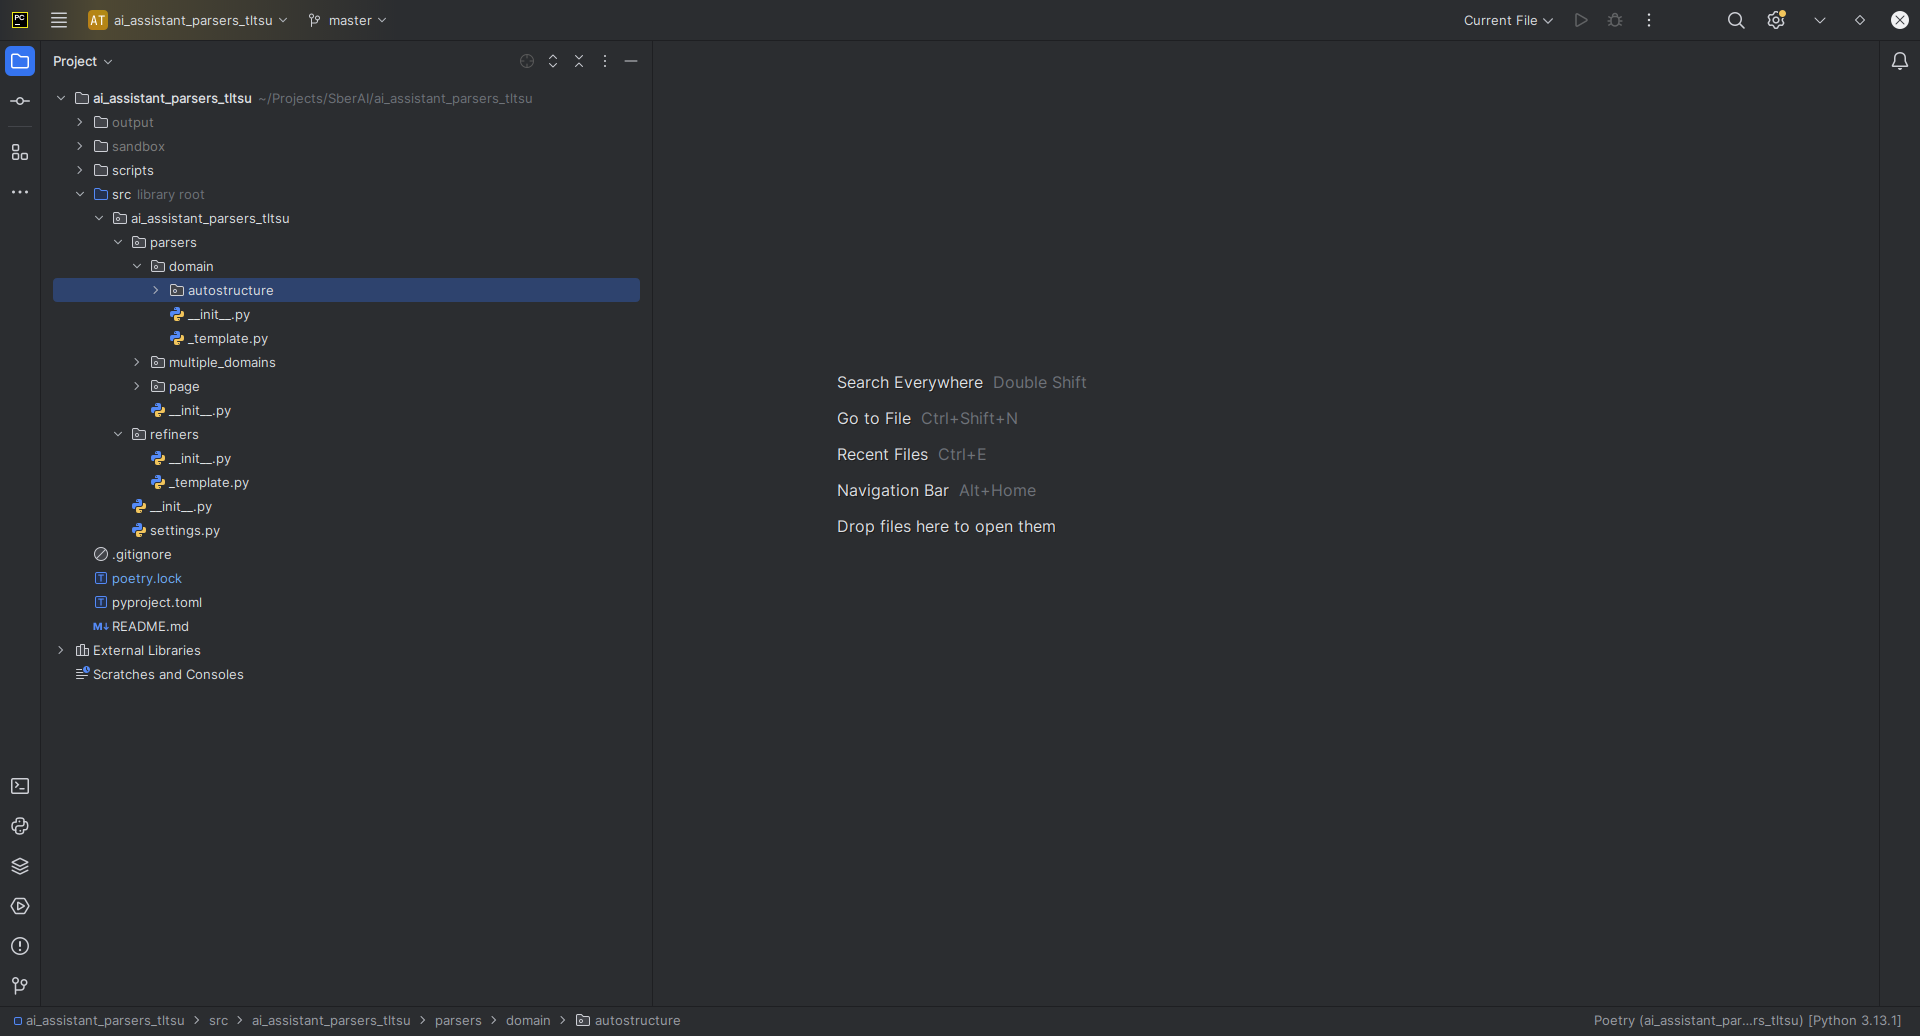 PC
AT ai_assistant_parsers_tltsu
master
Current File
Project
ai_assistant_parsers_tltsu ~/Projects/SberAI/ai_assistant_parsers_tltsu
output
sandbox
scripts
src library root
ai_assistant_parsers_tltsu
parsers
domain
autostructure
__init__.py
_template.py
multiple_domains
page
__init__.py
refiners
__init__.py
_template.py
__init__.py
settings.py
.gitignore
T poetry.lock
T pyproject.toml
M↓ README.md
External Libraries
Scratches and Consoles
Search Everywhere Double Shift
Go to File Ctrl+Shift+N
Recent Files Ctrl+E
Navigation Bar Alt+Home
Drop files here to open them
ai_assistant_parsers_tltsu > src > ai_assistant_parsers_tltsu > parsers > domain > autostructure
Poetry (ai_assistant_par...rs_tltsu) [Python 3.13.1]